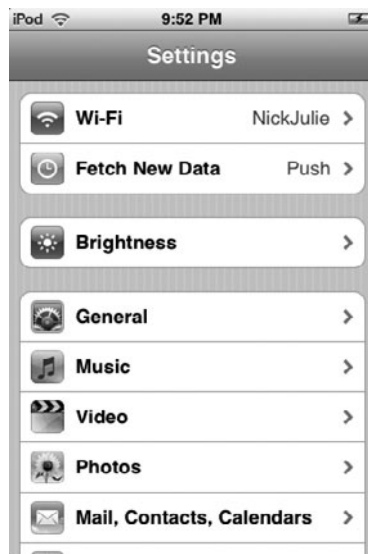 iPod 9:52 PM
Settings
Wi-Fi NickJulie
Fetch New Data Push
Brightness
General
Music
Video
Photos
Mail, Contacts, Calendars